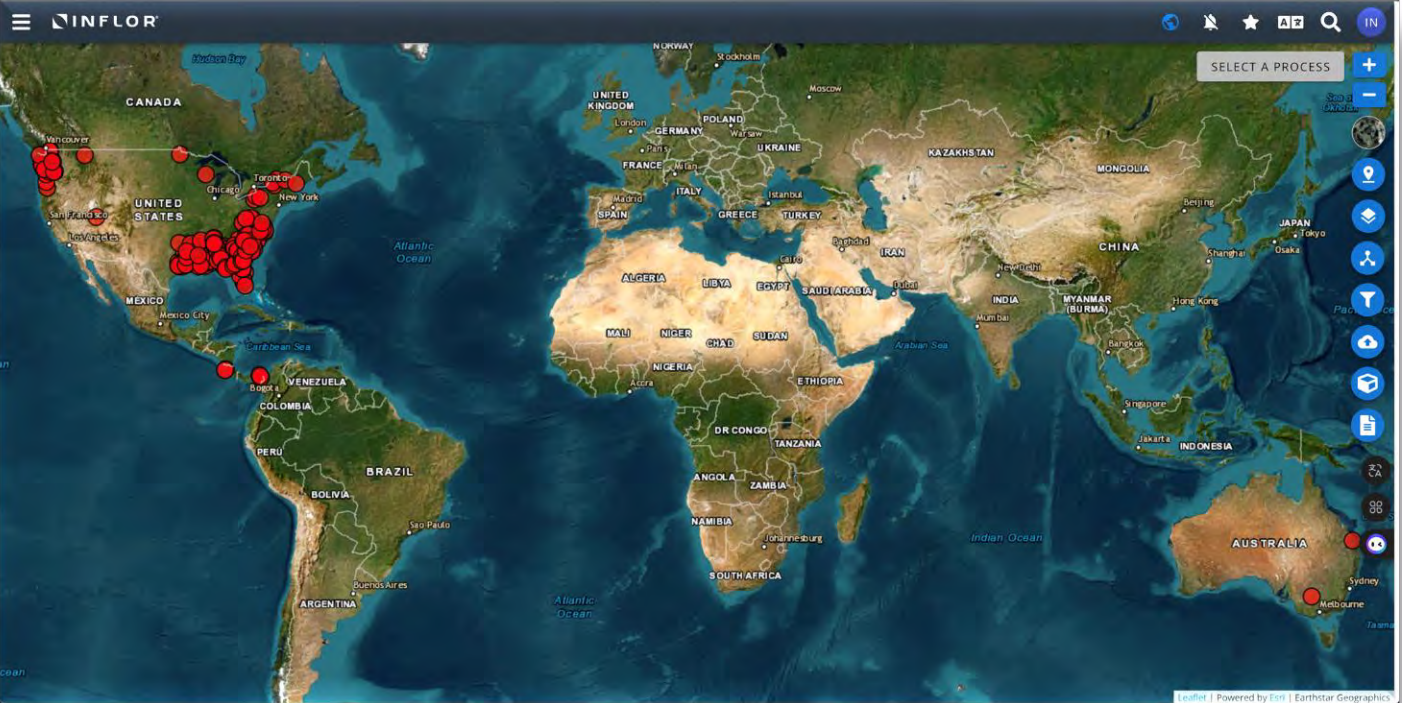 INFLOR
IN
SELECT A PROCESS
Hudson Bay
NORWAY
Stockholm
Moscow
CANADA
UNITED
KINGDOM
London
POLAND
Warsaw
GERMANY
Vancouver
Paris
UKRAINE
KAZAKHSTAN
FRANCE
Milan
MONGOLIA
Toronto
Chicago
New York
ITALY
Madrid
Istanbul
UNITED
STATES
SPAIN
GREECE
TURKEY
Beijing
San Francisco
Los Angeles
JAPAN
Tokyo
Osaka
Atlantic
Ocean
Baghdad
IRAN
CHINA
Shanghai
Cairo
New Delhi
ALGERIA
LIBYA
EGYPT
SAUDI ARABIA
Dubai
MÉXICO
Mexico City
INDIA
MYANMAR
(BURMA)
Hong Kong
Mumbai
MALI
NIGER
CHAD
SUDAN
Caribbean Sea
Arabian Sea
Bangkok
NIGERIA
Accra
ETHIOPIA
VENEZUELA
Bogota
COLOMBIA
Singapore
DR CONGO
TANZANIA
Jakarta
INDONESIA
PERÚ
BRAZIL
ANGOLA
ZAMBIA
BOLIVIA
Sao Paulo
NAMIBIA
Johannesburg
Indian Ocean
AUSTRALIA
SOUTH AFRICA
Sydney
Buenos Aires
ARGENTINA
Atlantic
Ocean
Melbourne
Leaflet | Powered by Esri | Earthstar Geographics